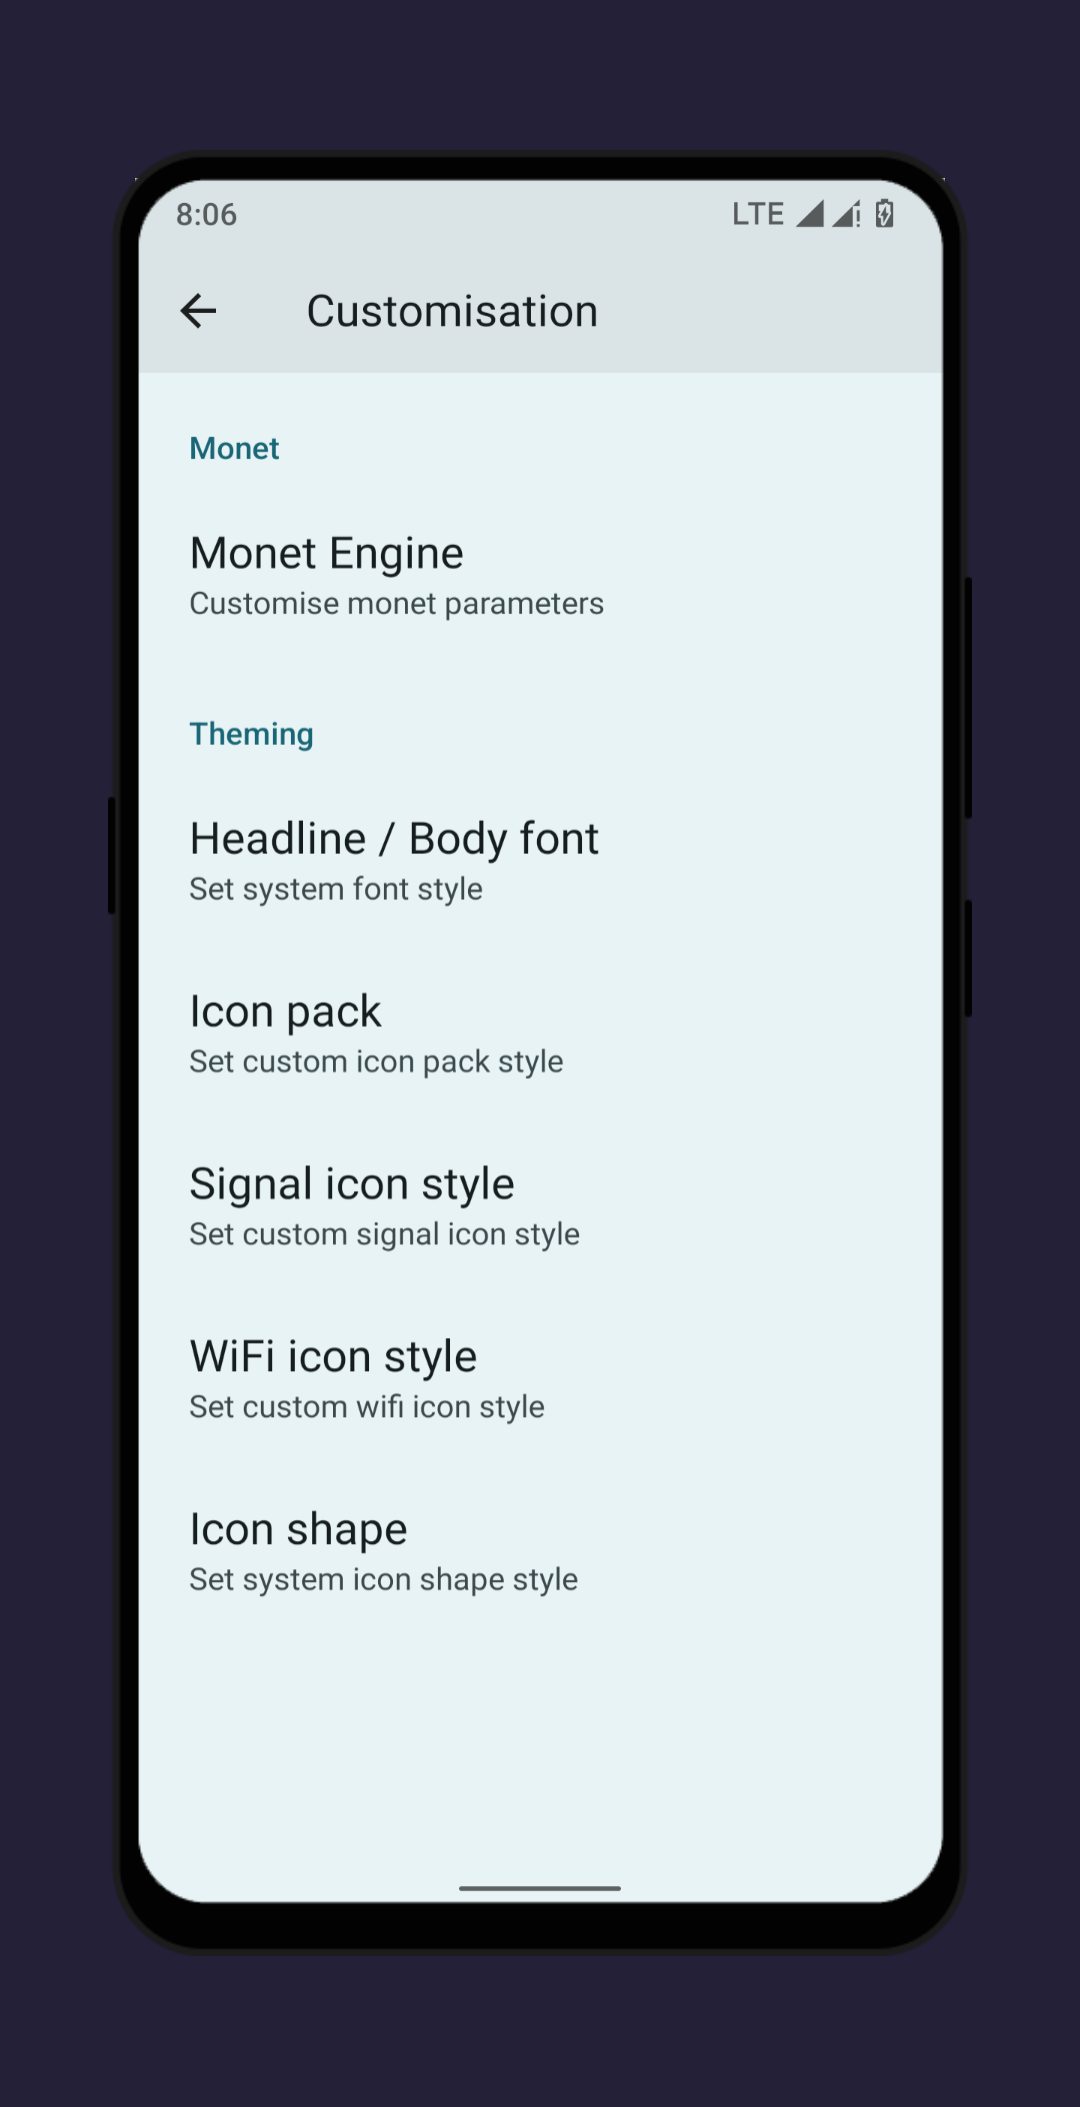 8:06 LTE
Customisation
Monet
Monet Engine
Customise monet parameters
Theming
Headline / Body font
Set system font style
Icon pack
Set custom icon pack style
Signal icon style
Set custom signal icon style
WiFi icon style
Set custom wifi icon style
Icon shape
Set system icon shape style